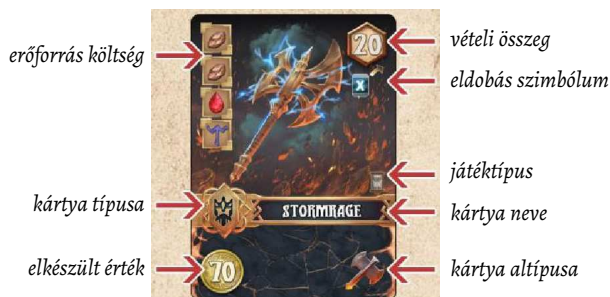 erőforrás költség
20
vételi összeg
eldobás szimbólum
X
játéktípus
kártya típusa
STORMRAGE
kártya neve
elkészült érték
70
kártya altípusa